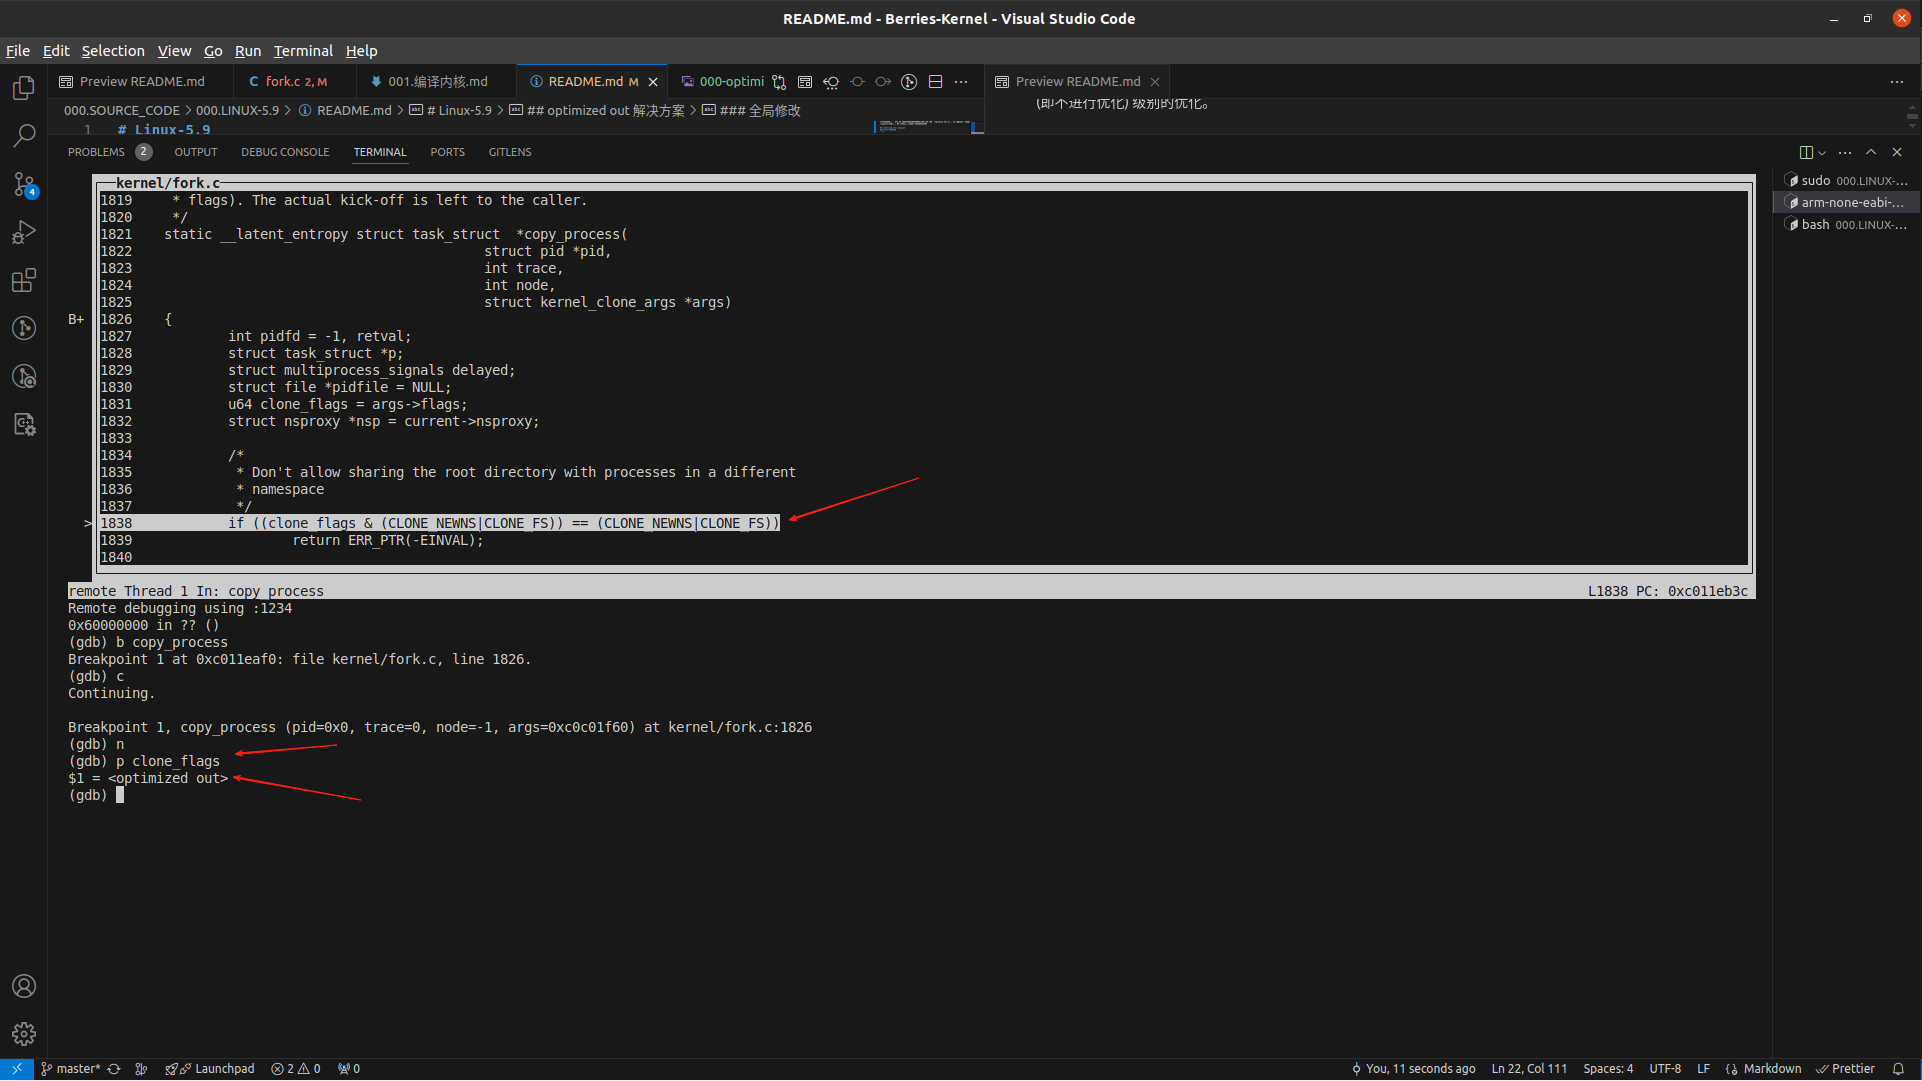 README.md - Berries-Kernel - Visual Studio Code
File Edit Selection View Go Run Terminal Help
Preview README.md
fork.c 2, M
001.编译内核.md
README.md M
000-optimi
Preview README.md
000.SOURCE_CODE > 000.LINUX-5.9 > README.md > # Linux-5.9 > ## optimized out 解决方案 > ### 全局修改
(即不进行优化) 级别的优化。
1 # Linux-5.9
PROBLEMS 2 OUTPUT DEBUG CONSOLE TERMINAL PORTS GITLENS
kernel/fork.c
1819 * flags). The actual kick-off is left to the caller.
1820 */
1821 static __latent_entropy struct task_struct *copy_process(
1822 struct pid *pid,
1823 int trace,
1824 int node,
1825 struct kernel_clone_args *args)
B+ 1826 {
1827 int pidfd = -1, retval;
1828 struct task_struct *p;
1829 struct multiprocess_signals delayed;
1830 struct file *pidfile = NULL;
1831 u64 clone_flags = args->flags;
1832 struct nsproxy *nsp = current->nsproxy;
1833
1834 /*
1835 * Don't allow sharing the root directory with processes in a different
1836 * namespace
1837 */
> 1838 if ((clone_flags & (CLONE_NEWNS|CLONE_FS)) == (CLONE_NEWNS|CLONE_FS))
1839 return ERR_PTR(-EINVAL);
1840
remote Thread 1 In: copy_process L1838 PC: 0xc011eb3c
Remote debugging using :1234
0x60000000 in ?? ()
(gdb) b copy_process
Breakpoint 1 at 0xc011eaf0: file kernel/fork.c, line 1826.
(gdb) c
Continuing.
Breakpoint 1, copy_process (pid=0x0, trace=0, node=-1, args=0xc0c01f60) at kernel/fork.c:1826
(gdb) n
(gdb) p clone_flags
$1 = <optimized out>
(gdb)
sudo 000.LINUX-...
arm-none-eabi-...
bash 000.LINUX-...
4
master* Launchpad 2 0 0 You, 11 seconds ago Ln 22, Col 111 Spaces: 4 UTF-8 LF Markdown Prettier